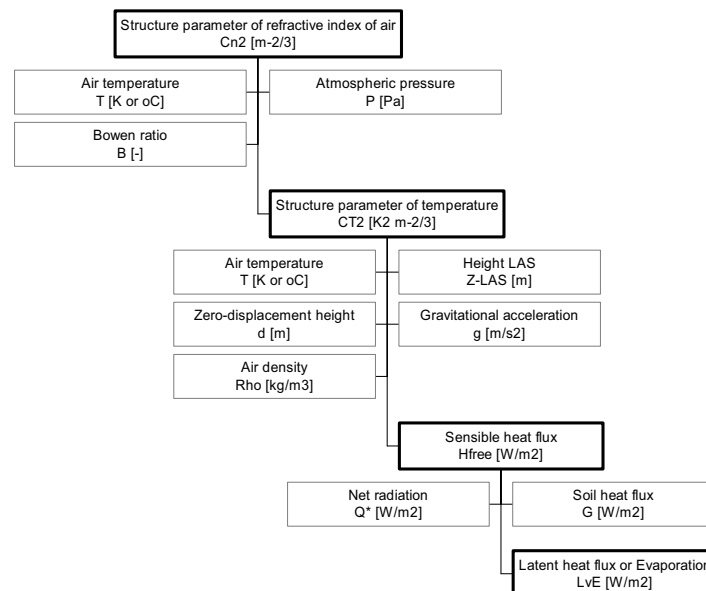 Structure parameter of refractive index of air
Cn2 [m-2/3]
Air temperature
T [K or oC]
Atmospheric pressure
P [Pa]
Bowen ratio
B [-]
Structure parameter of temperature
CT2 [K2 m-2/3]
Air temperature
T [K or oC]
Height LAS
Z-LAS [m]
Zero-displacement height
d [m]
Gravitational acceleration
g [m/s2]
Air density
Rho [kg/m3]
Sensible heat flux
Hfree [W/m2]
Net radiation
Q* [W/m2]
Soil heat flux
G [W/m2]
Latent heat flux or Evaporation
LvE [W/m2]